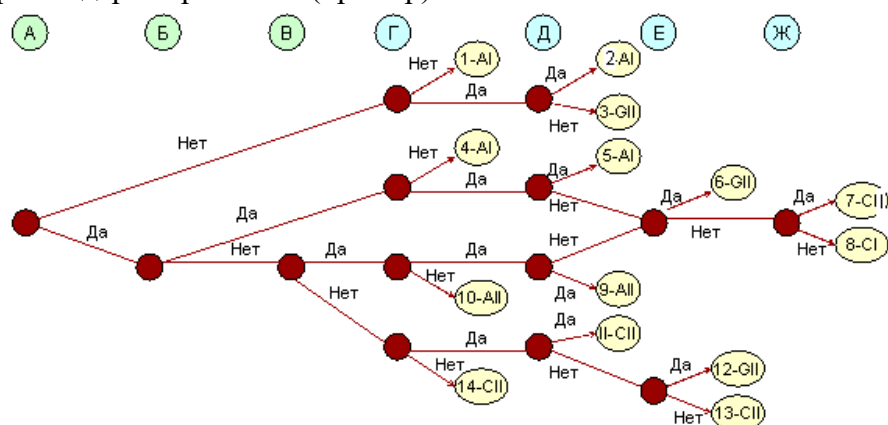 А Б В Г Д Е Ж
Нет 1-AI Да 2-AI
Да
Нет 3-GII
Нет
Нет 4-AI Да 5-AI
Да Да 6-GII Да 7-CII
Да Нет
Да Нет Нет 8-CI
Нет Да Да Нет
Нет 10-AII Да 9-AII
Нет
Да Да II-CII
Нет 14-CII Нет Да 12-GII
Нет 13-CII